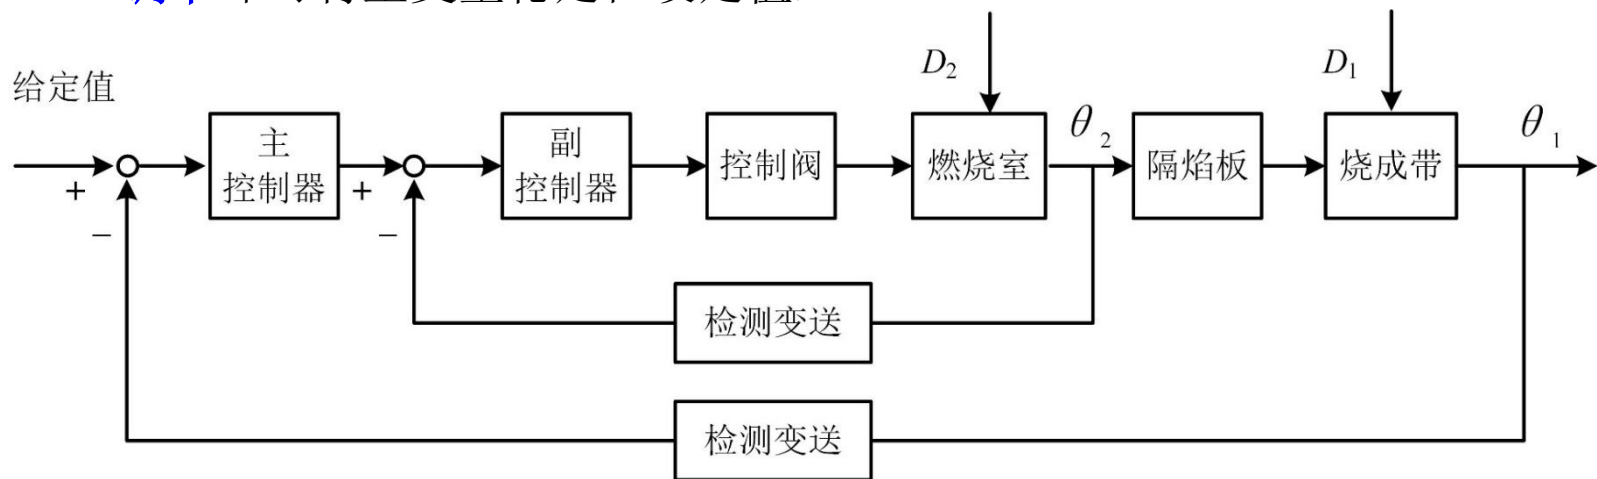 给定值
D₂
D₁
θ₂
θ₁
主
控制器
副
控制器
控制阀
燃烧室
隔焰板
烧成带
+
−
+
−
检测变送
检测变送